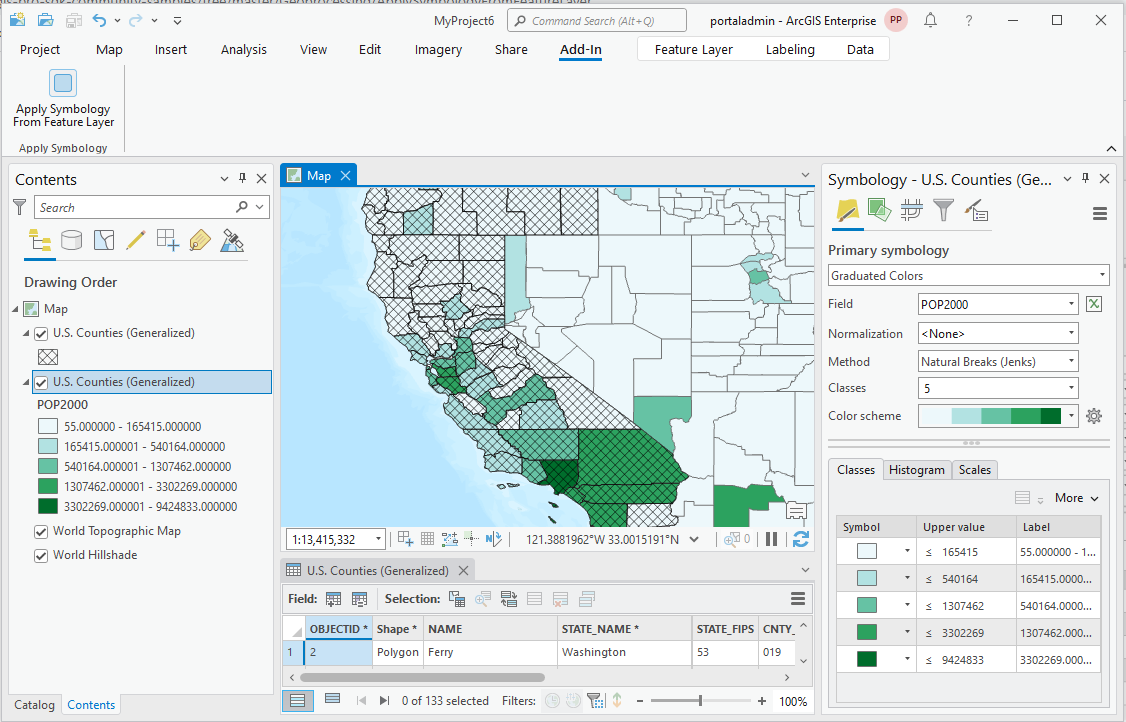 MyProject6
Command Search (Alt+Q)
portaladmin - ArcGIS Enterprise
PP
?
Project
Map
Insert
Analysis
View
Edit
Imagery
Share
Add-In
Feature Layer
Labeling
Data
Apply Symbology
From Feature Layer
Apply Symbology
Contents
Search
Drawing Order
Map
U.S. Counties (Generalized)
U.S. Counties (Generalized)
POP2000
55.000000 - 165415.000000
165415.000001 - 540164.000000
540164.000001 - 1307462.000000
1307462.000001 - 3302269.000000
3302269.000001 - 9424833.000000
World Topographic Map
World Hillshade
Catalog
Contents
Map
1:13,415,332
121.3881962°W 33.0015191°N
0
U.S. Counties (Generalized)
Field:
Selection:
OBJECTID *
Shape *
NAME
STATE_NAME *
STATE_FIPS
CNTY_
1
2
Polygon
Ferry
Washington
53
019
0 of 133 selected
Filters:
100%
Symbology - U.S. Counties (Ge...
Primary symbology
Graduated Colors
Field
POP2000
Normalization
<None>
Method
Natural Breaks (Jenks)
Classes
5
Color scheme
Classes
Histogram
Scales
More
Symbol
Upper value
Label
≤ 165415
55.000000 - 1...
≤ 540164
165415.0000...
≤ 1307462
540164.0000...
≤ 3302269
1307462.000...
≤ 9424833
3302269.000...